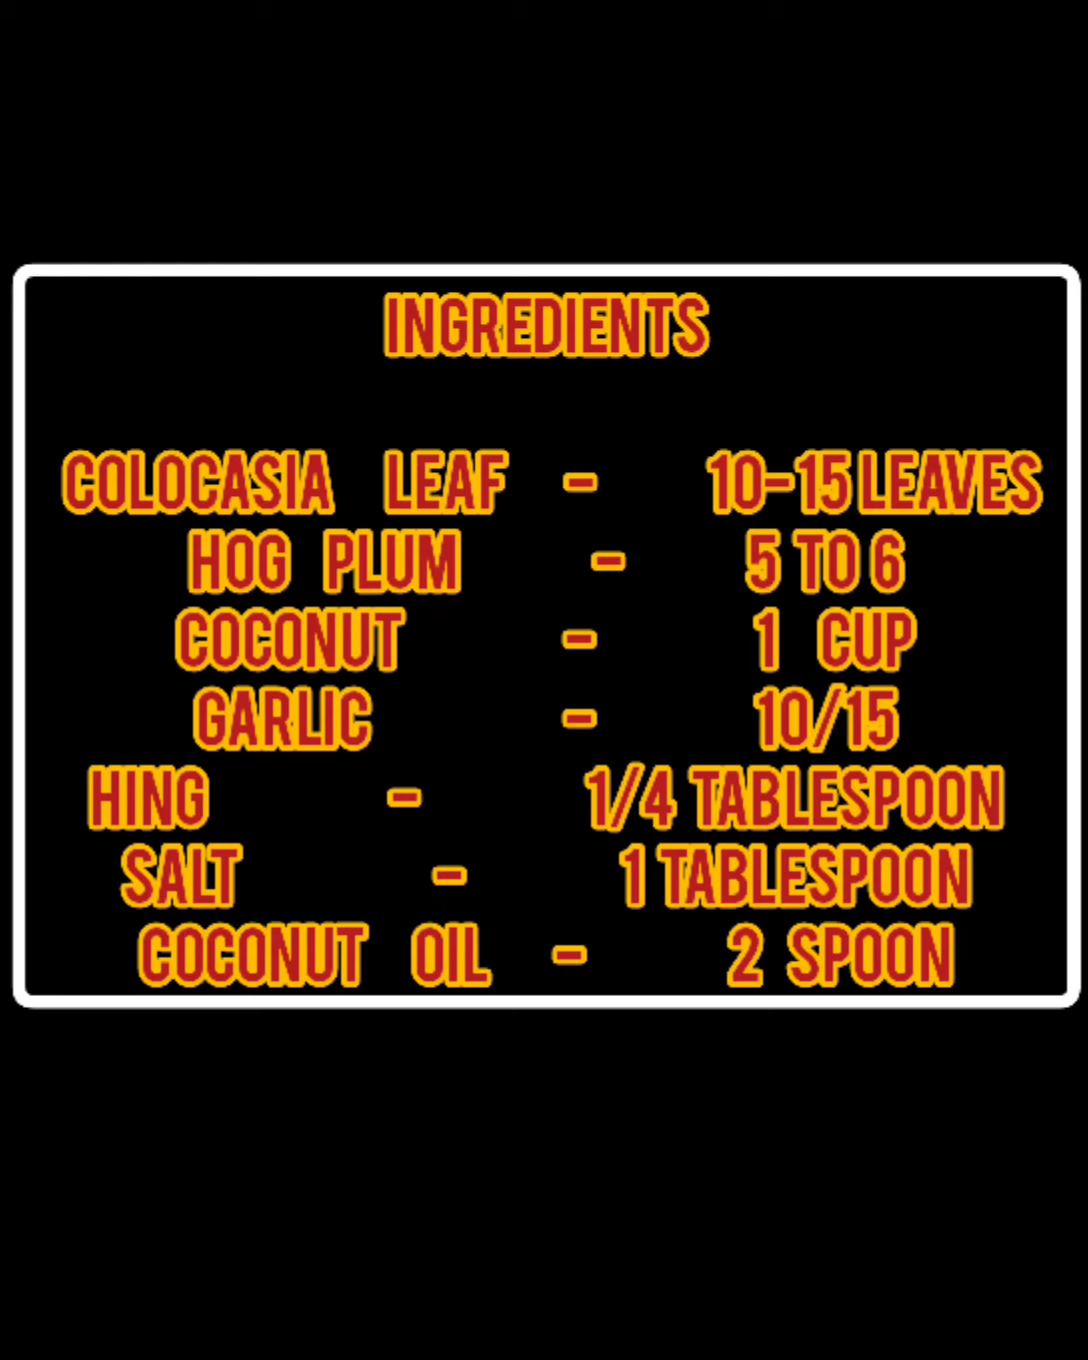 INGREDIENTS
COLOCASIA LEAF - 10-15 LEAVES
HOG PLUM - 5 TO 6
COCONUT - 1 CUP
GARLIC - 10/15
HING - 1/4 TABLESPOON
SALT - 1 TABLESPOON
COCONUT OIL - 2 SPOON